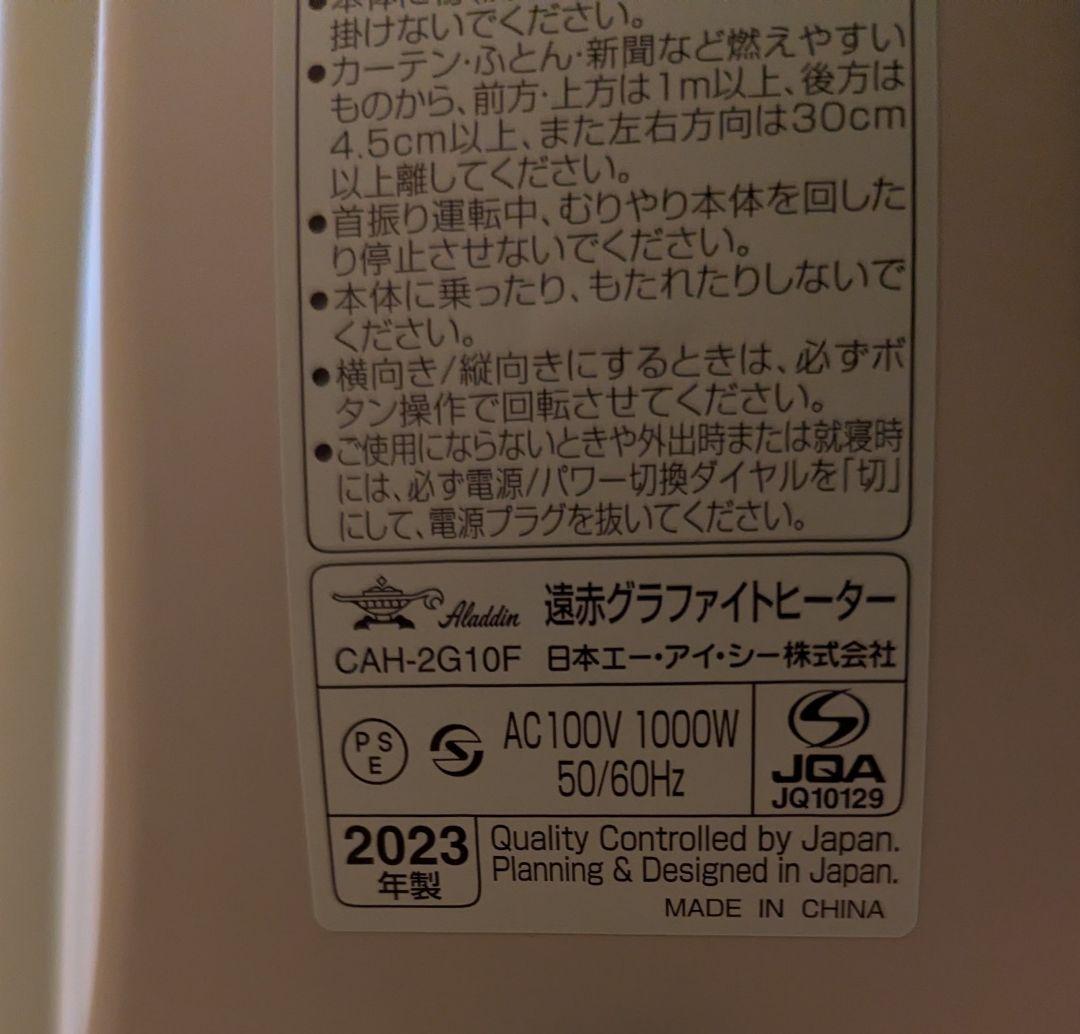 掛けないでください。
●カーテン・ふとん・新聞など燃えやすい
ものから、前方・上方は1m以上、後方は
4.5cm以上、また左右方向は30cm
以上離してください。
●首振り運転中、むりやり本体を回した
り停止させないでください。
●本体に乗ったり、もたれたりしないで
ください。
●横向き/縦向きにするときは、必ずボ
タン操作で回転させてください。
●ご使用にならないときや外出時または就寝時
には、必ず電源/パワー切換ダイヤルを「切」
にして、電源プラグを抜いてください。
Aladdin 遠赤グラファイトヒーター
CAH-2G10F 日本エー・アイ・シー株式会社
PSE S AC100V 1000W
50/60Hz
JQA
JQ10129
2023
年製
Quality Controlled by Japan.
Planning & Designed in Japan.
MADE IN CHINA